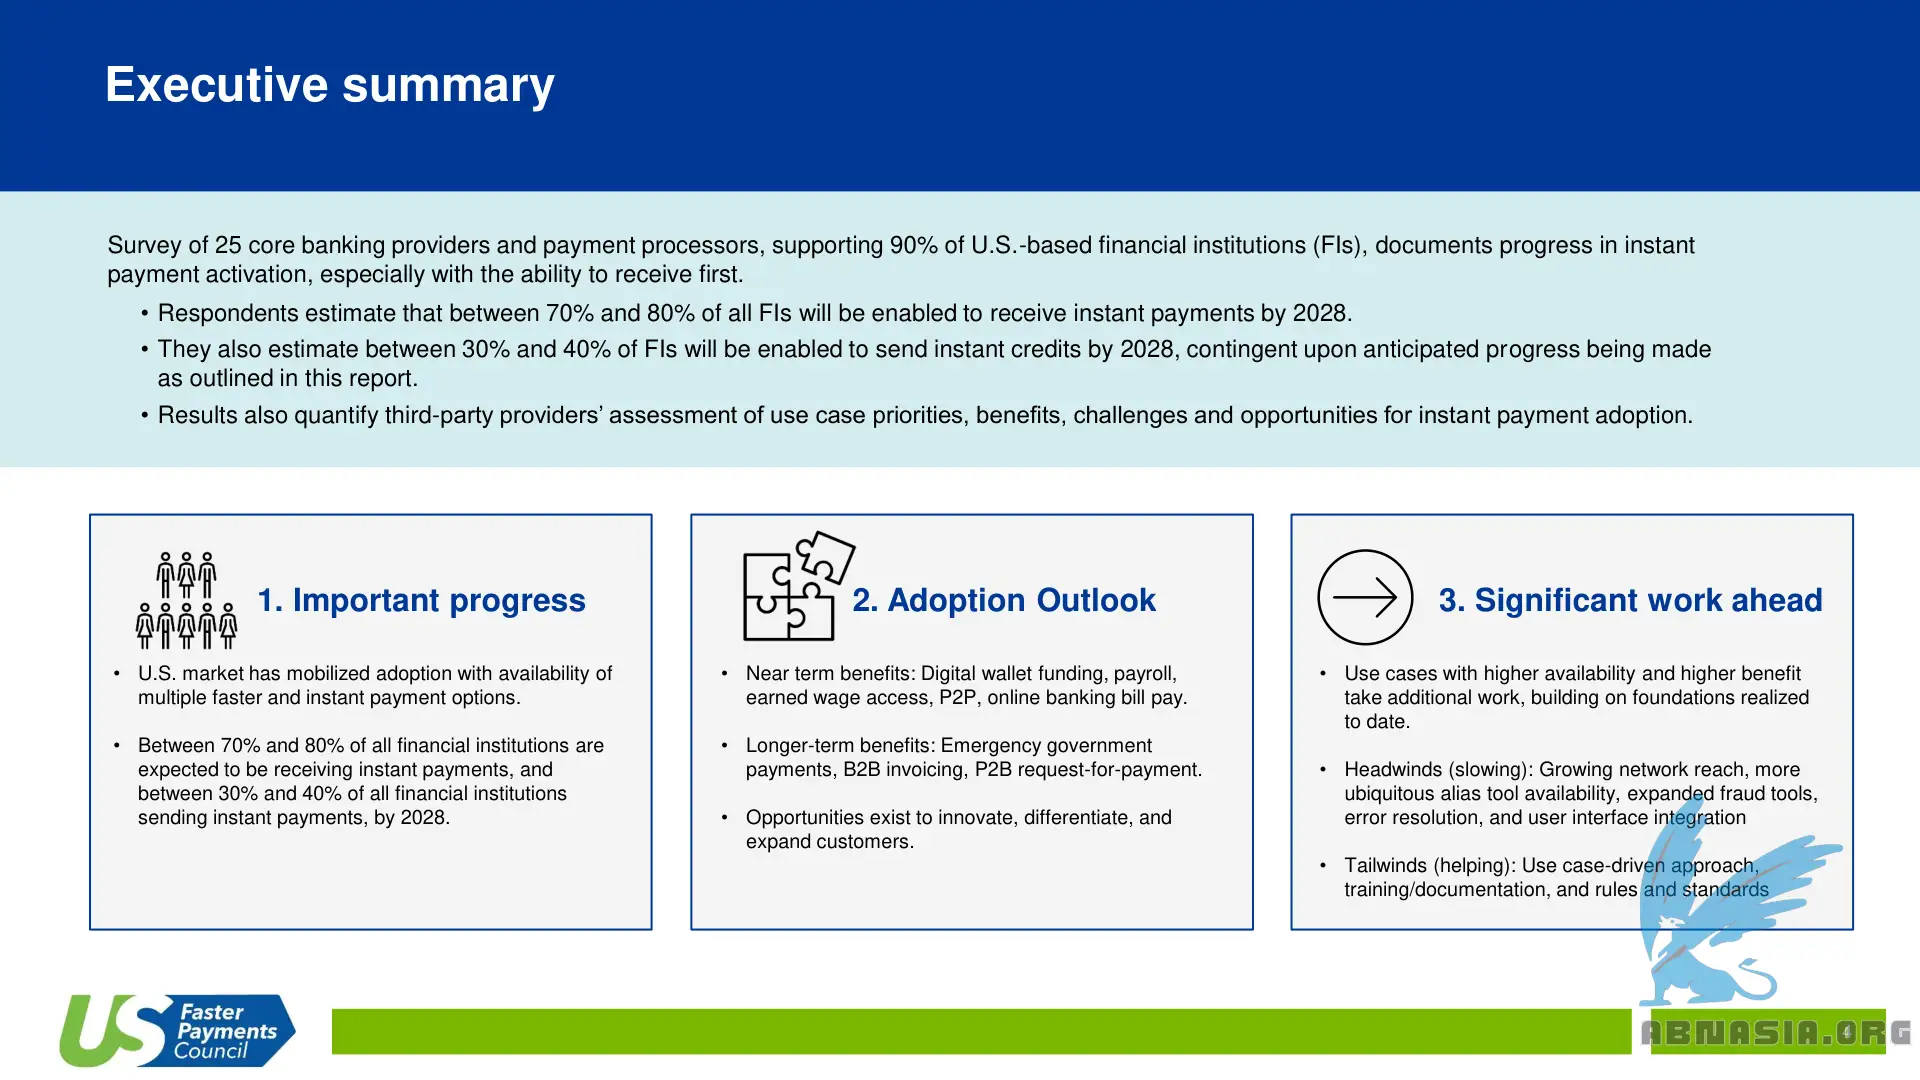 Executive summary
Survey of 25 core banking providers and payment processors, supporting 90% of U.S.-based financial institutions (FIs), documents progress in instant
payment activation, especially with the ability to receive first.
• Respondents estimate that between 70% and 80% of all FIs will be enabled to receive instant payments by 2028.
• They also estimate between 30% and 40% of FIs will be enabled to send instant credits by 2028, contingent upon anticipated progress being made
as outlined in this report.
• Results also quantify third-party providers’ assessment of use case priorities, benefits, challenges and opportunities for instant payment adoption.
1. Important progress
• U.S. market has mobilized adoption with availability of
multiple faster and instant payment options.
• Between 70% and 80% of all financial institutions are
expected to be receiving instant payments, and
between 30% and 40% of all financial institutions
sending instant payments, by 2028.
2. Adoption Outlook
• Near term benefits: Digital wallet funding, payroll,
earned wage access, P2P, online banking bill pay.
• Longer-term benefits: Emergency government
payments, B2B invoicing, P2B request-for-payment.
• Opportunities exist to innovate, differentiate, and
expand customers.
3. Significant work ahead
• Use cases with higher availability and higher benefit
take additional work, building on foundations realized
to date.
• Headwinds (slowing): Growing network reach, more
ubiquitous alias tool availability, expanded fraud tools,
error resolution, and user interface integration
• Tailwinds (helping): Use case-driven approach,
training/documentation, and rules and standards
US Faster
Payments
Council
4
ABNASIA.ORG